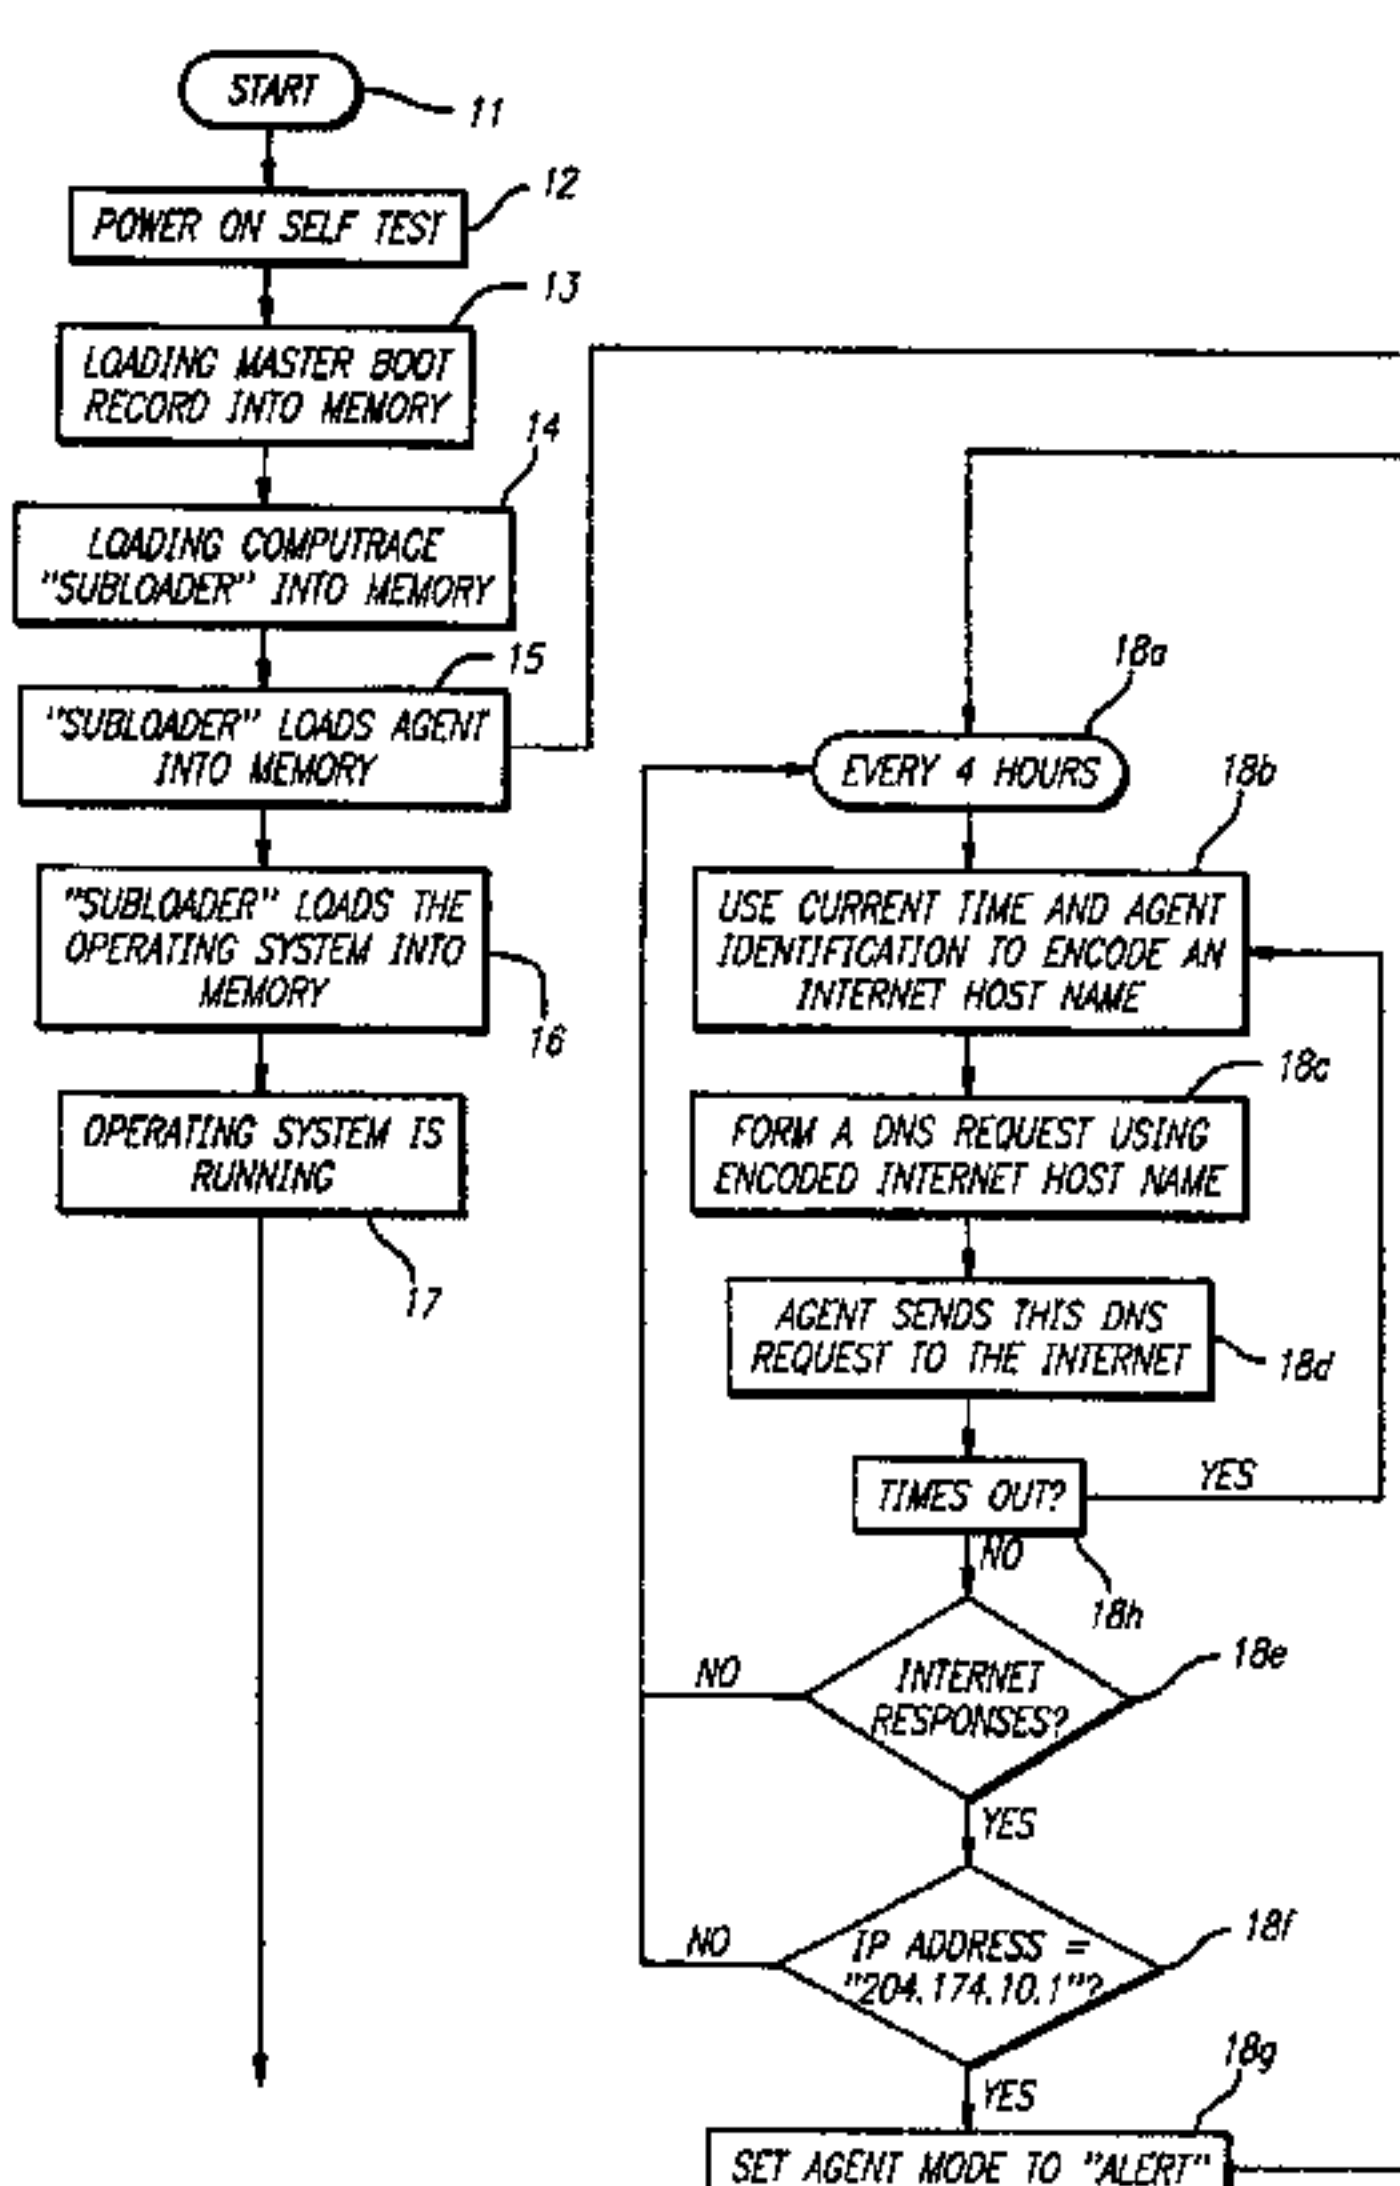 START
11
12
POWER ON SELF TEST
13
LOADING MASTER BOOT
RECORD INTO MEMORY
14
LOADING COMPUTRACE
"SUBLOADER" INTO MEMORY
15
"SUBLOADER" LOADS AGENT
INTO MEMORY
"SUBLOADER" LOADS THE
OPERATING SYSTEM INTO
MEMORY
16
OPERATING SYSTEM IS
RUNNING
17
18a
EVERY 4 HOURS
18b
USE CURRENT TIME AND AGENT
IDENTIFICATION TO ENCODE AN
INTERNET HOST NAME
18c
FORM A DNS REQUEST USING
ENCODED INTERNET HOST NAME
AGENT SENDS THIS DNS
REQUEST TO THE INTERNET
18d
TIMES OUT?
YES
NO
18h
18e
INTERNET
RESPONSES?
NO
YES
18f
IP ADDRESS =
"204.174.10.1"?
NO
YES
18g
SET AGENT MODE TO "ALERT"